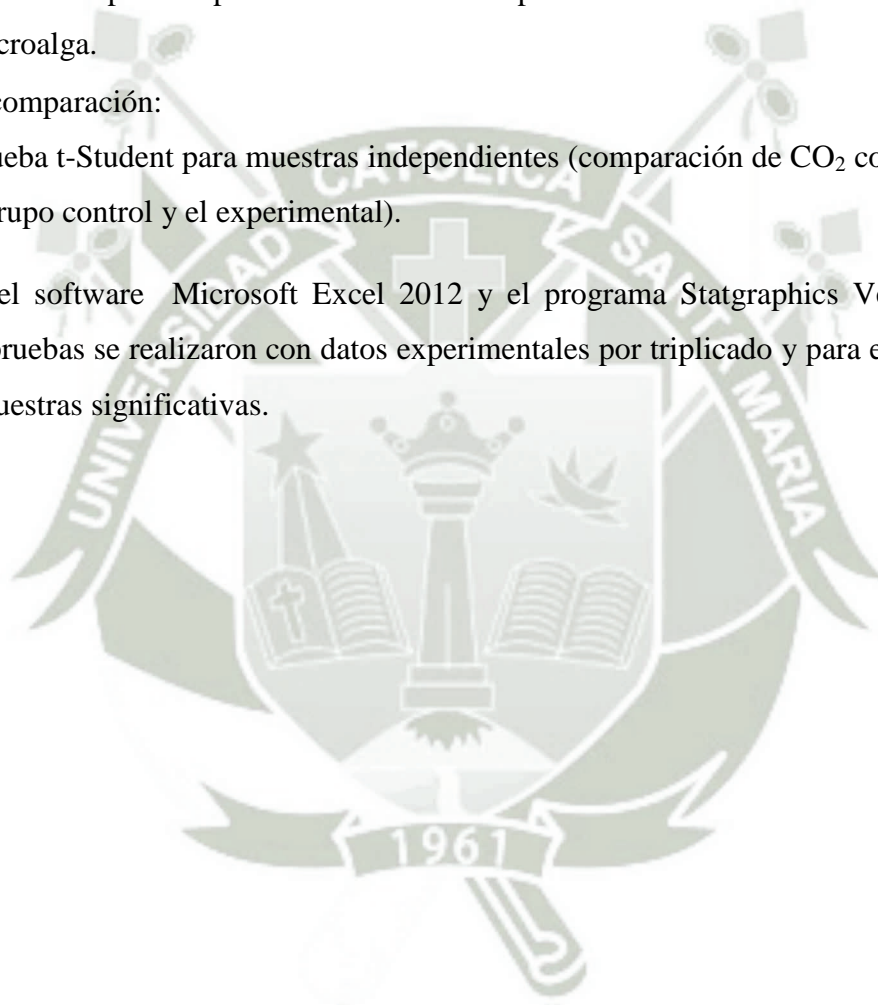 croalga.
comparación:
ueba t-Student para muestras independientes (comparación de CO₂ co
rupo control y el experimental).
el software Microsoft Excel 2012 y el programa Statgraphics V
pruebas se realizaron con datos experimentales por triplicado y para e
uestras significativas.
UNIVERSIDAD CATOLICA SANTA MARIA
1961